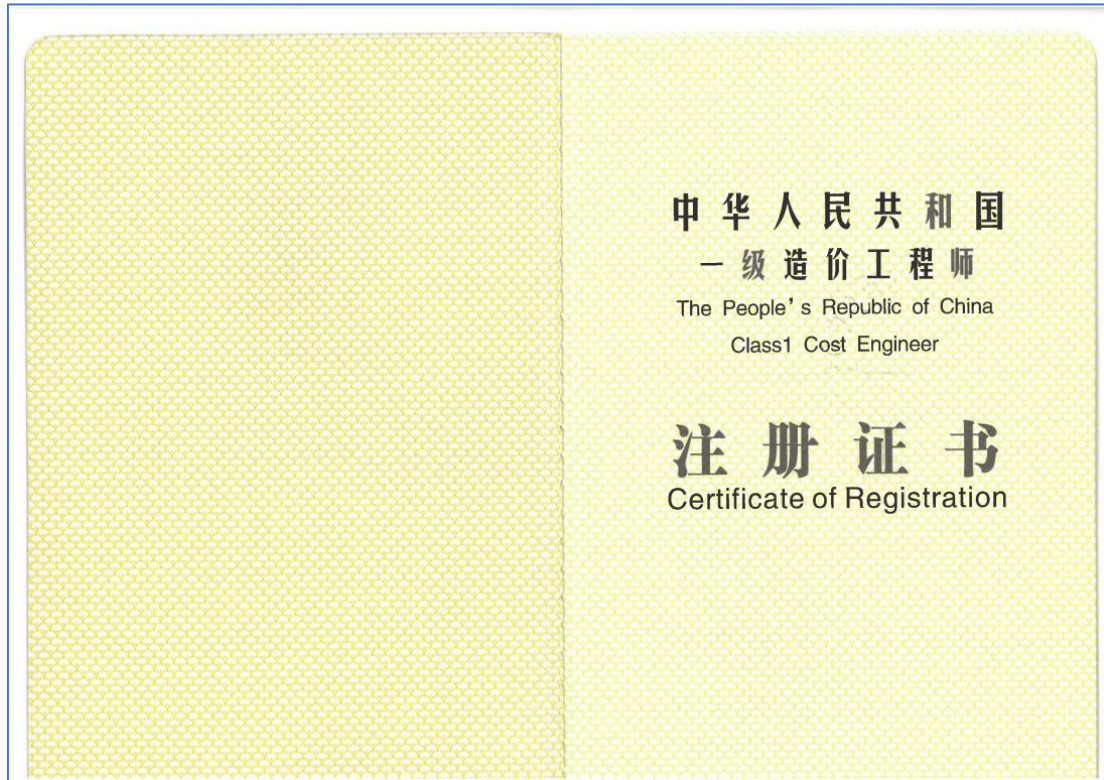 中华人民共和国
一级造价工程师
The People's Republic of China
Class1 Cost Engineer
注册证书
Certificate of Registration